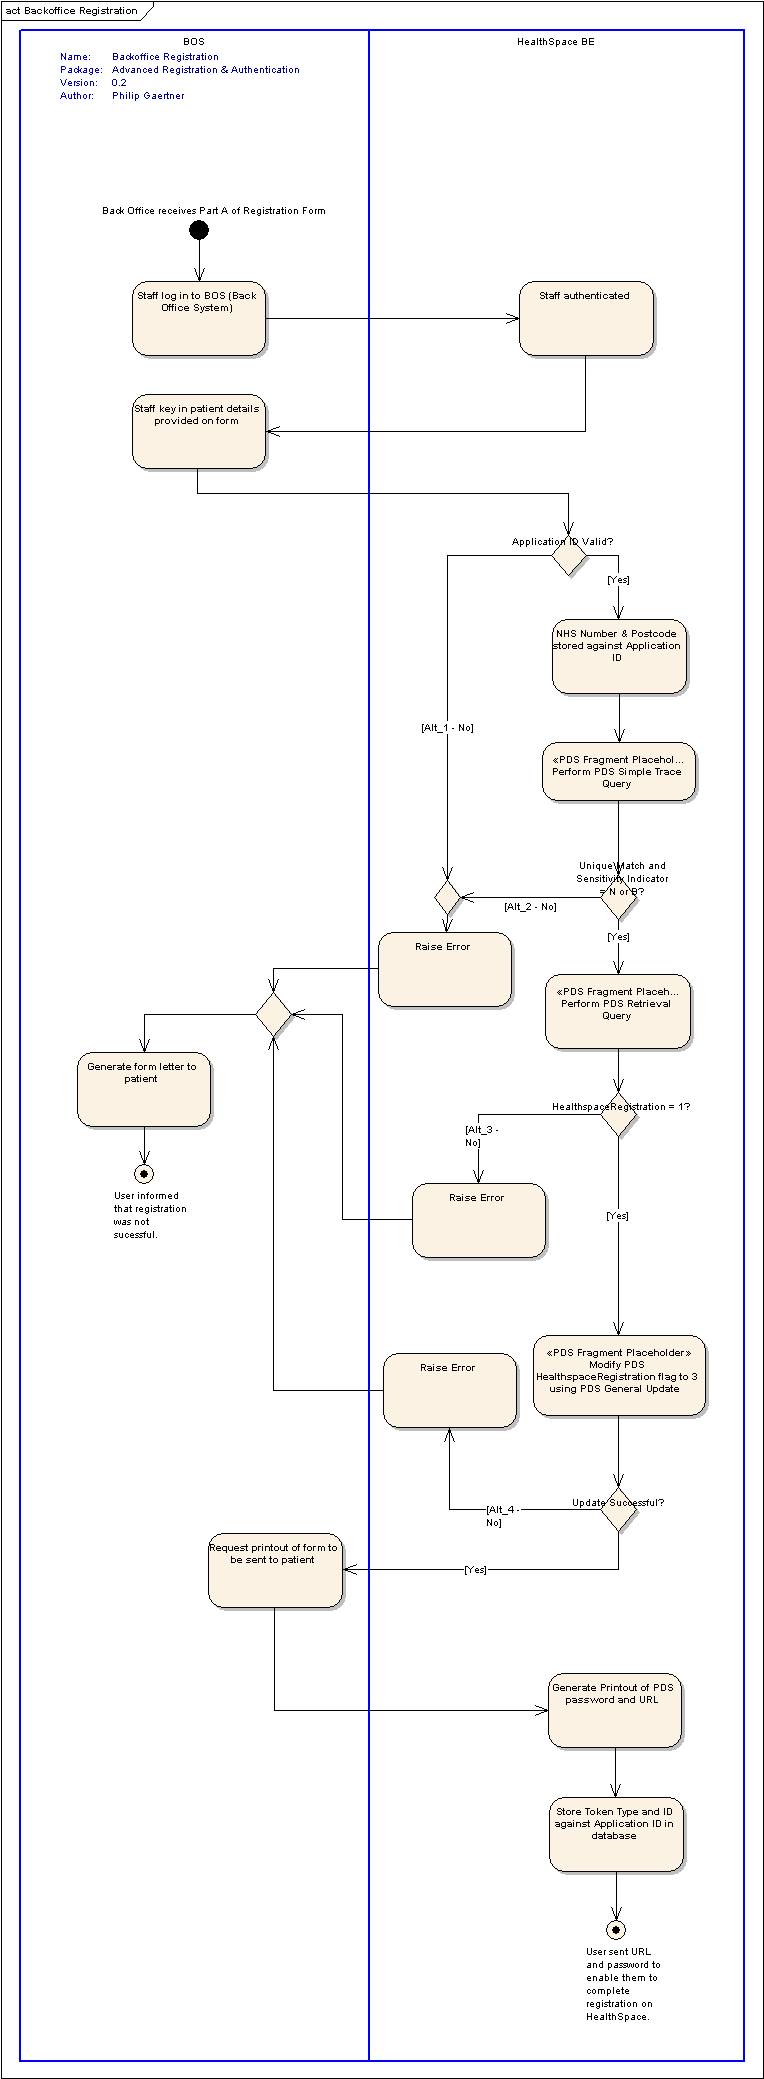 act Backoffice Registration
BOS
HealthSpace BE
Name: Backoffice Registration
Package: Advanced Registration & Authentication
Version: 0.2
Author: Philip Gaertner
Back Office receives Part A of Registration Form
Staff log in to BOS (Back
Office System)
Staff authenticated
Staff key in patient details
provided on form
Application ID Valid?
[Yes]
NHS Number & Postcode
stored against Application
ID
[Alt_1 - No]
«PDS Fragment Placehol...
Perform PDS Simple Trace
Query
Unique Match and
Sensitivity Indicator
= N or B?
[Alt_2 - No]
[Yes]
Raise Error
«PDS Fragment Placeh...
Perform PDS Retrieval
Query
Generate form letter to
patient
HealthspaceRegistration = 1?
[Alt_3 -
No]
User informed
that registration
was not
sucessful.
Raise Error
[Yes]
«PDS Fragment Placeholder»
Modify PDS
HealthspaceRegistration flag to 3
using PDS General Update
Raise Error
Update Successful?
[Alt_4 -
No]
Request printout of form to
be sent to patient
[Yes]
Generate Printout of PDS
password and URL
Store Token Type and ID
against Application ID in
database
User sent URL
and password to
enable them to
complete
registration on
HealthSpace.